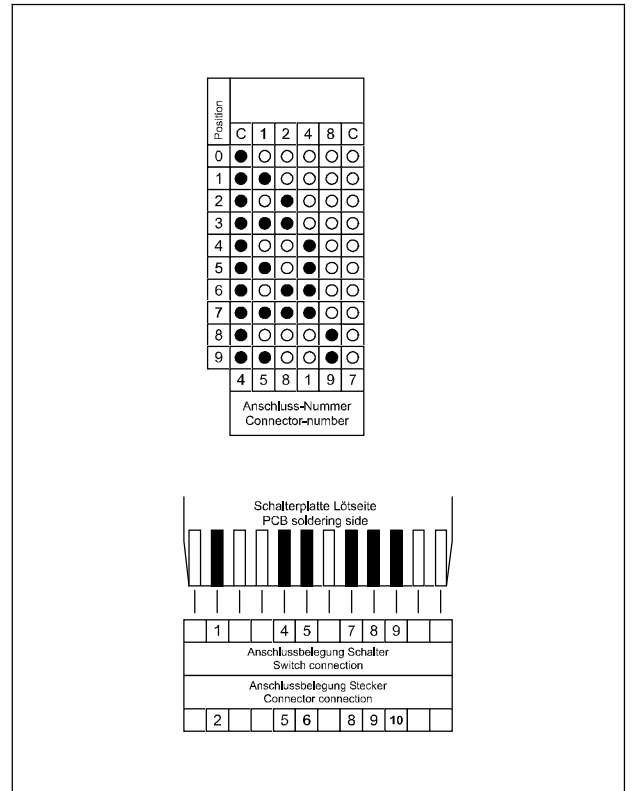 Position
C 1 2 4 8 C
0 ● ○ ○ ○ ○ ○
1 ● ● ○ ○ ○ ○
2 ● ○ ● ○ ○ ○
3 ● ● ● ○ ○ ○
4 ● ○ ○ ● ○ ○
5 ● ● ○ ● ○ ○
6 ● ○ ● ● ○ ○
7 ● ● ● ● ○ ○
8 ● ○ ○ ○ ● ○
9 ● ● ○ ○ ● ○
4 5 8 1 9 7
Anschluss-Nummer
Connector-number
Schalterplatte Lötseite
PCB soldering side
1 4 5 7 8 9
Anschlussbelegung Schalter
Switch connection
Anschlussbelegung Stecker
Connector connection
2 5 6 8 9 10